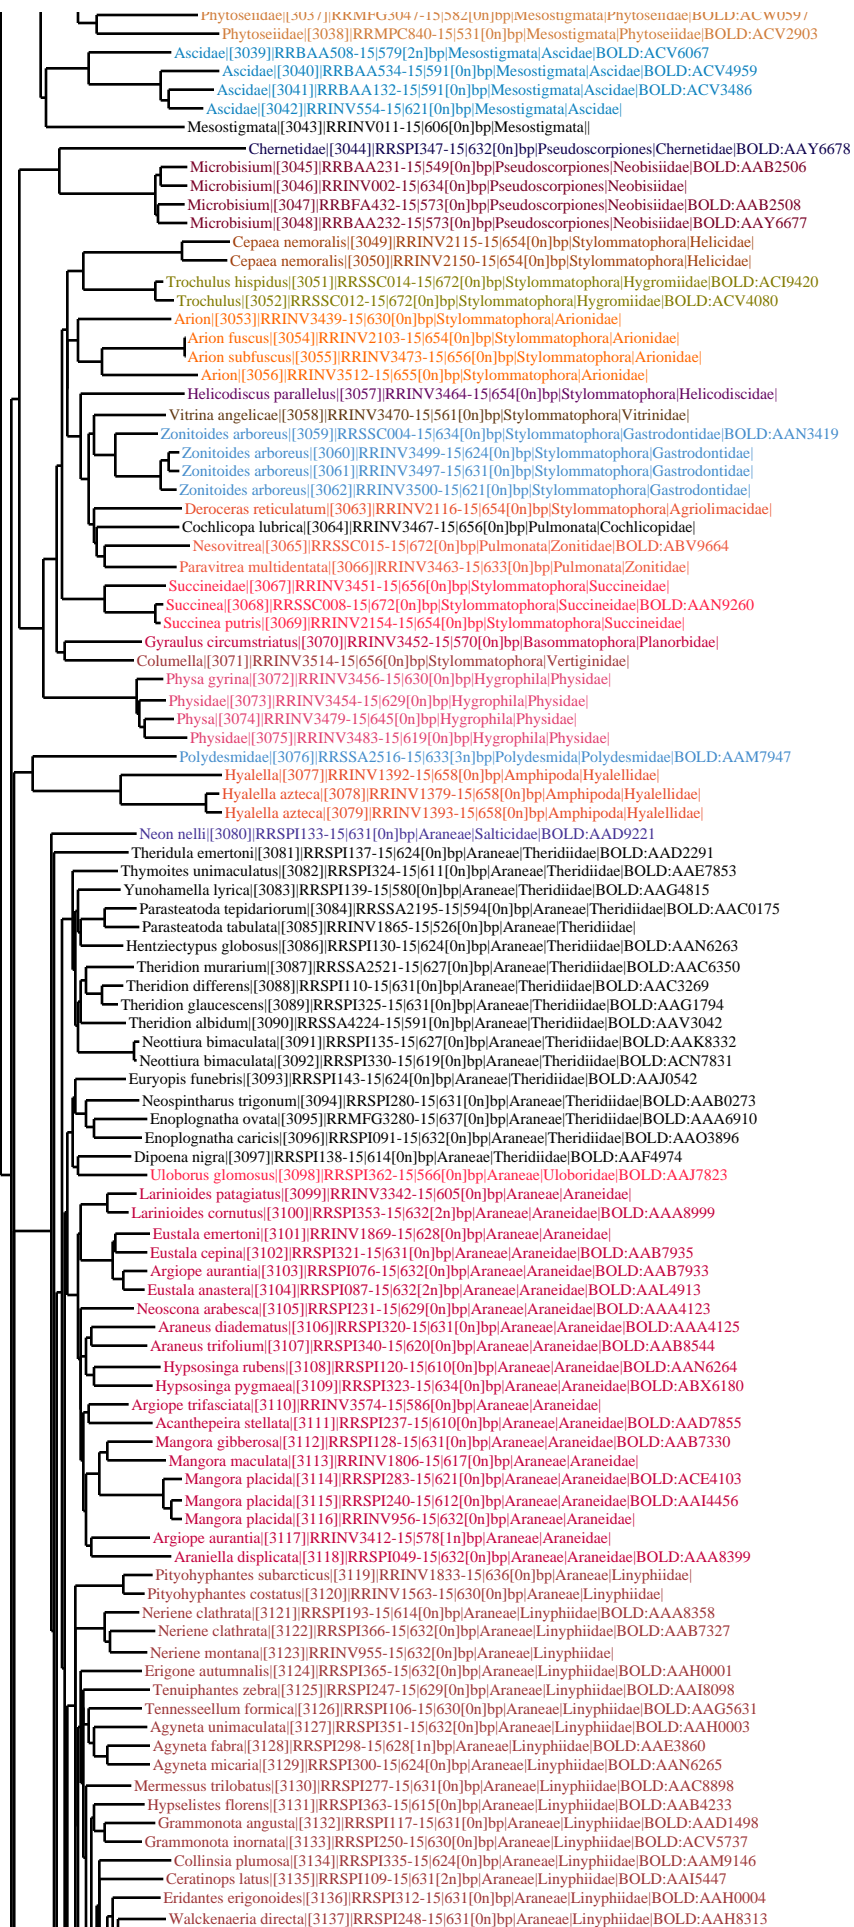 Phytoseiidae|[3037]|RRMFG3047-15|582[0n]bp|Mesostigmata|Phytoseiidae|BOLD:ACW0597
Phytoseiidae|[3038]|RRMPC840-15|531[0n]bp|Mesostigmata|Phytoseiidae|BOLD:ACV2903
Ascidae|[3039]|RRBAA508-15|579[2n]bp|Mesostigmata|Ascidae|BOLD:ACV6067
Ascidae|[3040]|RRBAA534-15|591[0n]bp|Mesostigmata|Ascidae|BOLD:ACV4959
Ascidae|[3041]|RRBAA132-15|591[0n]bp|Mesostigmata|Ascidae|BOLD:ACV3486
Ascidae|[3042]|RRINV554-15|621[0n]bp|Mesostigmata|Ascidae|
Mesostigmata|[3043]|RRINV011-15|606[0n]bp|Mesostigmata||
Chernetidae|[3044]|RRSPI347-15|632[0n]bp|Pseudoscorpiones|Chernetidae|BOLD:AAY6678
Microbisium|[3045]|RRBAA231-15|549[0n]bp|Pseudoscorpiones|Neobisiidae|BOLD:AAB2506
Microbisium|[3046]|RRINV002-15|634[0n]bp|Pseudoscorpiones|Neobisiidae|
Microbisium|[3047]|RRBFA432-15|573[0n]bp|Pseudoscorpiones|Neobisiidae|BOLD:AAB2508
Microbisium|[3048]|RRBAA232-15|573[0n]bp|Pseudoscorpiones|Neobisiidae|BOLD:AAY6677
Cepaea nemoralis|[3049]|RRINV2115-15|654[0n]bp|Stylommatophora|Helicidae|
Cepaea nemoralis|[3050]|RRINV2150-15|654[0n]bp|Stylommatophora|Helicidae|
Trochulus hispidus|[3051]|RRSSC014-15|672[0n]bp|Stylommatophora|Hygromiidae|BOLD:ACI9420
Trochulus|[3052]|RRSSC012-15|672[0n]bp|Stylommatophora|Hygromiidae|BOLD:ACV4080
Arion|[3053]|RRINV3439-15|630[0n]bp|Stylommatophora|Arionidae|
Arion fuscus|[3054]|RRINV2103-15|654[0n]bp|Stylommatophora|Arionidae|
Arion subfuscus|[3055]|RRINV3473-15|656[0n]bp|Stylommatophora|Arionidae|
Arion|[3056]|RRINV3512-15|655[0n]bp|Stylommatophora|Arionidae|
Helicodiscus parallelus|[3057]|RRINV3464-15|654[0n]bp|Stylommatophora|Helicodiscidae|
Vitrina angelicae|[3058]|RRINV3470-15|561[0n]bp|Stylommatophora|Vitrinidae|
Zonitoides arboreus|[3059]|RRSSC004-15|634[0n]bp|Stylommatophora|Gastrodontidae|BOLD:AAN3419
Zonitoides arboreus|[3060]|RRINV3499-15|624[0n]bp|Stylommatophora|Gastrodontidae|
Zonitoides arboreus|[3061]|RRINV3497-15|631[0n]bp|Stylommatophora|Gastrodontidae|
Zonitoides arboreus|[3062]|RRINV3500-15|621[0n]bp|Stylommatophora|Gastrodontidae|
Deroceras reticulatum|[3063]|RRINV2116-15|654[0n]bp|Stylommatophora|Agriolimacidae|
Cochlicopa lubrica|[3064]|RRINV3467-15|656[0n]bp|Pulmonata|Cochlicopidae|
Nesovitrea|[3065]|RRSSC015-15|672[0n]bp|Pulmonata|Zonitidae|BOLD:ABV9664
Paravitrea multidentata|[3066]|RRINV3463-15|633[0n]bp|Pulmonata|Zonitidae|
Succineidae|[3067]|RRINV3451-15|656[0n]bp|Stylommatophora|Succineidae|
Succinea|[3068]|RRSSC008-15|672[0n]bp|Stylommatophora|Succineidae|BOLD:AAN9260
Succinea putris|[3069]|RRINV2154-15|654[0n]bp|Stylommatophora|Succineidae|
Gyraulus circumstriatus|[3070]|RRINV3452-15|570[0n]bp|Basommatophora|Planorbidae|
Columella|[3071]|RRINV3514-15|656[0n]bp|Stylommatophora|Vertiginidae|
Physa gyrina|[3072]|RRINV3456-15|630[0n]bp|Hygrophila|Physidae|
Physidae|[3073]|RRINV3454-15|629[0n]bp|Hygrophila|Physidae|
Physa|[3074]|RRINV3479-15|645[0n]bp|Hygrophila|Physidae|
Physidae|[3075]|RRINV3483-15|619[0n]bp|Hygrophila|Physidae|
Polydesmidae|[3076]|RRSSA2516-15|633[3n]bp|Polydesmida|Polydesmidae|BOLD:AAM7947
Hyalella|[3077]|RRINV1392-15|658[0n]bp|Amphipoda|Hyalellidae|
Hyalella azteca|[3078]|RRINV1379-15|658[0n]bp|Amphipoda|Hyalellidae|
Hyalella azteca|[3079]|RRINV1393-15|658[0n]bp|Amphipoda|Hyalellidae|
Neon nelli|[3080]|RRSPI133-15|631[0n]bp|Araneae|Salticidae|BOLD:AAD9221
Theridula emertoni|[3081]|RRSPI137-15|624[0n]bp|Araneae|Theridiidae|BOLD:AAD2291
Thymoites unimaculatus|[3082]|RRSPI324-15|611[0n]bp|Araneae|Theridiidae|BOLD:AAE7853
Yunohamella lyrica|[3083]|RRSPI139-15|580[0n]bp|Araneae|Theridiidae|BOLD:AAG4815
Parasteatoda tepidariorum|[3084]|RRSSA2195-15|594[0n]bp|Araneae|Theridiidae|BOLD:AAC0175
Parasteatoda tabulata|[3085]|RRINV1865-15|526[0n]bp|Araneae|Theridiidae|
Hentziectypus globosus|[3086]|RRSPI130-15|624[0n]bp|Araneae|Theridiidae|BOLD:AAN6263
Theridion murarium|[3087]|RRSSA2521-15|627[0n]bp|Araneae|Theridiidae|BOLD:AAC6350
Theridion differens|[3088]|RRSPI110-15|631[0n]bp|Araneae|Theridiidae|BOLD:AAC3269
Theridion glaucescens|[3089]|RRSPI325-15|631[0n]bp|Araneae|Theridiidae|BOLD:AAG1794
Theridion albidum|[3090]|RRSSA4224-15|591[0n]bp|Araneae|Theridiidae|BOLD:AAV3042
Neottiura bimaculata|[3091]|RRSPI135-15|627[0n]bp|Araneae|Theridiidae|BOLD:AAK8332
Neottiura bimaculata|[3092]|RRSPI330-15|619[0n]bp|Araneae|Theridiidae|BOLD:ACN7831
Euryopis funebris|[3093]|RRSPI143-15|624[0n]bp|Araneae|Theridiidae|BOLD:AAJ0542
Neospintharus trigonum|[3094]|RRSPI280-15|631[0n]bp|Araneae|Theridiidae|BOLD:AAB0273
Enoplognatha ovata|[3095]|RRMFG3280-15|637[0n]bp|Araneae|Theridiidae|BOLD:AAA6910
Enoplognatha caricis|[3096]|RRSPI091-15|632[0n]bp|Araneae|Theridiidae|BOLD:AAO3896
Dipoena nigra|[3097]|RRSPI138-15|614[0n]bp|Araneae|Theridiidae|BOLD:AAF4974
Uloborus glomosus|[3098]|RRSPI362-15|566[0n]bp|Araneae|Uloboridae|BOLD:AAJ7823
Larinioides patagiatus|[3099]|RRINV3342-15|605[0n]bp|Araneae|Araneidae|
Larinioides cornutus|[3100]|RRSPI353-15|632[2n]bp|Araneae|Araneidae|BOLD:AAA8999
Eustala emertoni|[3101]|RRINV1869-15|628[0n]bp|Araneae|Araneidae|
Eustala cepina|[3102]|RRSPI321-15|631[0n]bp|Araneae|Araneidae|BOLD:AAB7935
Argiope aurantia|[3103]|RRSPI076-15|632[0n]bp|Araneae|Araneidae|BOLD:AAB7933
Eustala anastera|[3104]|RRSPI087-15|632[2n]bp|Araneae|Araneidae|BOLD:AAL4913
Neoscona arabesca|[3105]|RRSPI231-15|629[0n]bp|Araneae|Araneidae|BOLD:AAA4123
Araneus diadematus|[3106]|RRSPI320-15|631[0n]bp|Araneae|Araneidae|BOLD:AAA4125
Araneus trifolium|[3107]|RRSPI340-15|620[0n]bp|Araneae|Araneidae|BOLD:AAB8544
Hypsosinga rubens|[3108]|RRSPI120-15|610[0n]bp|Araneae|Araneidae|BOLD:AAN6264
Hypsosinga pygmaea|[3109]|RRSPI323-15|634[0n]bp|Araneae|Araneidae|BOLD:ABX6180
Argiope trifasciata|[3110]|RRINV3574-15|586[0n]bp|Araneae|Araneidae|
Acanthepeira stellata|[3111]|RRSPI237-15|610[0n]bp|Araneae|Araneidae|BOLD:AAD7855
Mangora gibberosa|[3112]|RRSPI128-15|631[0n]bp|Araneae|Araneidae|BOLD:AAB7330
Mangora maculata|[3113]|RRINV1806-15|617[0n]bp|Araneae|Araneidae|
Mangora placida|[3114]|RRSPI283-15|621[0n]bp|Araneae|Araneidae|BOLD:ACE4103
Mangora placida|[3115]|RRSPI240-15|612[0n]bp|Araneae|Araneidae|BOLD:AAI4456
Mangora placida|[3116]|RRINV956-15|632[0n]bp|Araneae|Araneidae|
Argiope aurantia|[3117]|RRINV3412-15|578[1n]bp|Araneae|Araneidae|
Araniella displicata|[3118]|RRSPI049-15|632[0n]bp|Araneae|Araneidae|BOLD:AAA8399
Pityohyphantes subarcticus|[3119]|RRINV1833-15|636[0n]bp|Araneae|Linyphiidae|
Pityohyphantes costatus|[3120]|RRINV1563-15|630[0n]bp|Araneae|Linyphiidae|
Neriene clathrata|[3121]|RRSPI193-15|614[0n]bp|Araneae|Linyphiidae|BOLD:AAA8358
Neriene clathrata|[3122]|RRSPI366-15|632[0n]bp|Araneae|Linyphiidae|BOLD:AAB7327
Neriene montana|[3123]|RRINV955-15|632[0n]bp|Araneae|Linyphiidae|
Erigone autumnalis|[3124]|RRSPI365-15|632[0n]bp|Araneae|Linyphiidae|BOLD:AAH0001
Tenuiphantes zebra|[3125]|RRSPI247-15|629[0n]bp|Araneae|Linyphiidae|BOLD:AAI8098
Tennesseellum formica|[3126]|RRSPI106-15|630[0n]bp|Araneae|Linyphiidae|BOLD:AAG5631
Agyneta unimaculata|[3127]|RRSPI351-15|632[0n]bp|Araneae|Linyphiidae|BOLD:AAH0003
Agyneta fabra|[3128]|RRSPI298-15|628[1n]bp|Araneae|Linyphiidae|BOLD:AAE3860
Agyneta micaria|[3129]|RRSPI300-15|624[0n]bp|Araneae|Linyphiidae|BOLD:AAN6265
Mermessus trilobatus|[3130]|RRSPI277-15|631[0n]bp|Araneae|Linyphiidae|BOLD:AAC8898
Hypselistes florens|[3131]|RRSPI363-15|615[0n]bp|Araneae|Linyphiidae|BOLD:AAB4233
Grammonota angusta|[3132]|RRSPI117-15|631[0n]bp|Araneae|Linyphiidae|BOLD:AAD1498
Grammonota inornata|[3133]|RRSPI250-15|630[0n]bp|Araneae|Linyphiidae|BOLD:ACV5737
Collinsia plumosa|[3134]|RRSPI335-15|624[0n]bp|Araneae|Linyphiidae|BOLD:AAM9146
Ceratinops latus|[3135]|RRSPI109-15|631[2n]bp|Araneae|Linyphiidae|BOLD:AAI5447
Eridantes erigonoides|[3136]|RRSPI312-15|631[0n]bp|Araneae|Linyphiidae|BOLD:AAH0004
Walckenaeria directa|[3137]|RRSPI248-15|631[0n]bp|Araneae|Linyphiidae|BOLD:AAH8313